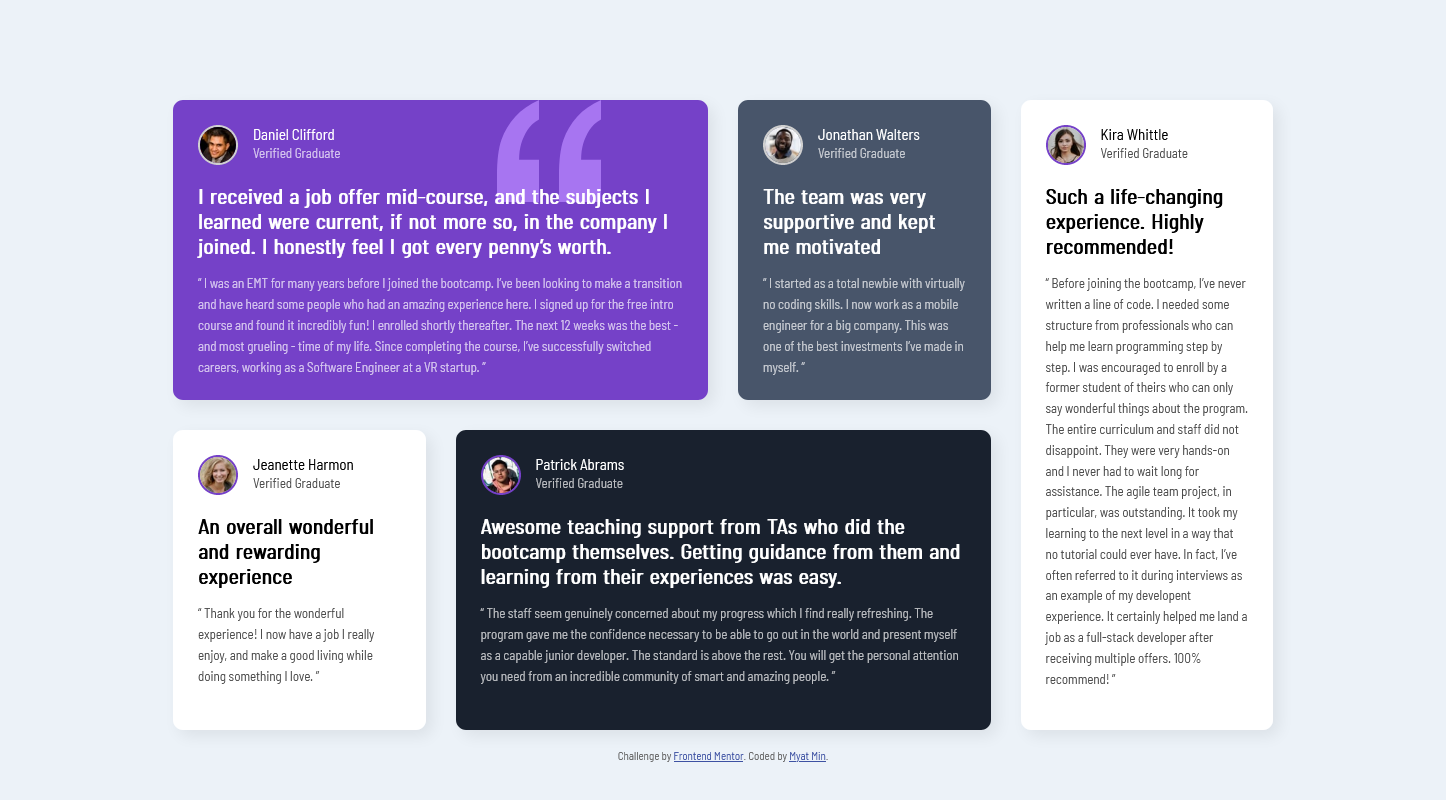 Daniel Clifford
Verified Graduate
I received a job offer mid-course, and the subjects I
learned were current, if not more so, in the company I
joined. I honestly feel I got every penny’s worth.
“ I was an EMT for many years before I joined the bootcamp. I’ve been looking to make a transition
and have heard some people who had an amazing experience here. I signed up for the free intro
course and found it incredibly fun! I enrolled shortly thereafter. The next 12 weeks was the best -
and most grueling - time of my life. Since completing the course, I’ve successfully switched
careers, working as a Software Engineer at a VR startup. ”
Jonathan Walters
Verified Graduate
The team was very
supportive and kept
me motivated
“ I started as a total newbie with virtually
no coding skills. I now work as a mobile
engineer for a big company. This was
one of the best investments I’ve made in
myself. ”
Kira Whittle
Verified Graduate
Such a life-changing
experience. Highly
recommended!
“ Before joining the bootcamp, I’ve never
written a line of code. I needed some
structure from professionals who can
help me learn programming step by
step. I was encouraged to enroll by a
former student of theirs who can only
say wonderful things about the program.
The entire curriculum and staff did not
disappoint. They were very hands-on
and I never had to wait long for
assistance. The agile team project, in
particular, was outstanding. It took my
learning to the next level in a way that
no tutorial could ever have. In fact, I’ve
often referred to it during interviews as
an example of my developent
experience. It certainly helped me land a
job as a full-stack developer after
receiving multiple offers. 100%
recommend! ”
Jeanette Harmon
Verified Graduate
An overall wonderful
and rewarding
experience
“ Thank you for the wonderful
experience! I now have a job I really
enjoy, and make a good living while
doing something I love. ”
Patrick Abrams
Verified Graduate
Awesome teaching support from TAs who did the
bootcamp themselves. Getting guidance from them and
learning from their experiences was easy.
“ The staff seem genuinely concerned about my progress which I find really refreshing. The
program gave me the confidence necessary to be able to go out in the world and present myself
as a capable junior developer. The standard is above the rest. You will get the personal attention
you need from an incredible community of smart and amazing people. ”
Challenge by Frontend Mentor. Coded by Myat Min.